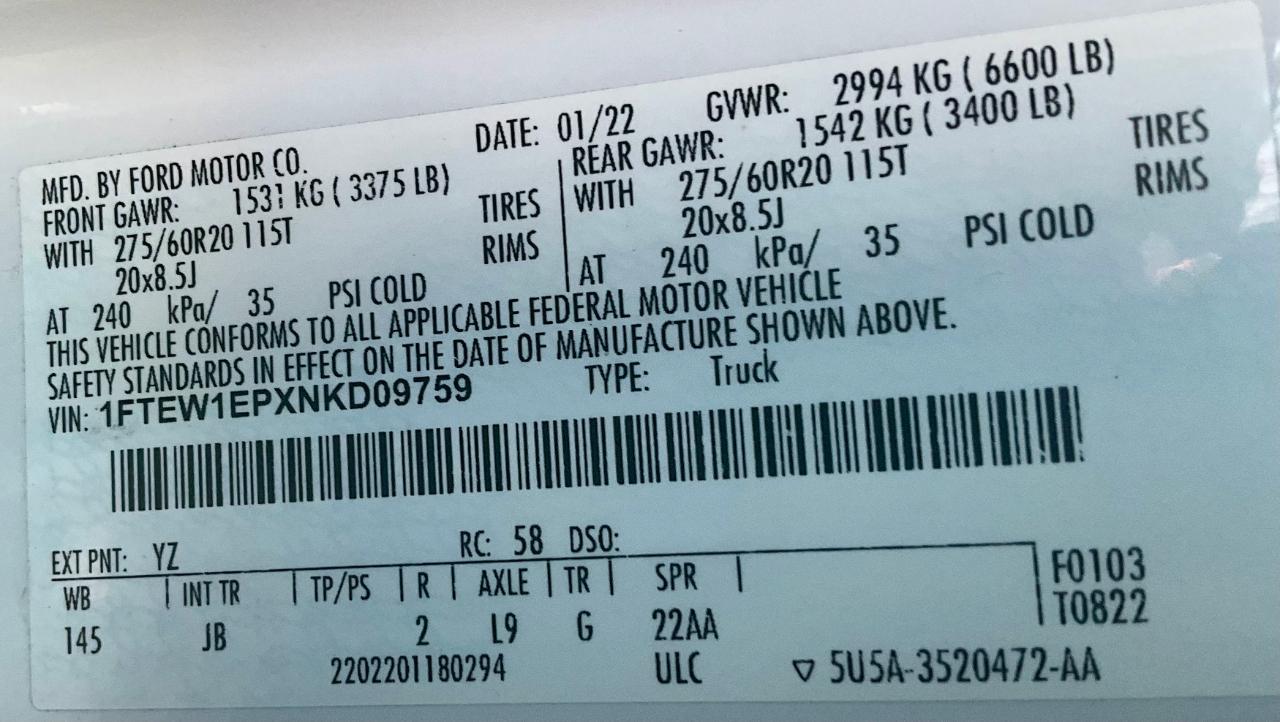 MFD. BY FORD MOTOR CO. DATE: 01/22 GVWR: 2994 KG ( 6600 LB)
FRONT GAWR: 1531 KG ( 3375 LB) REAR GAWR: 1542 KG ( 3400 LB)
WITH 275/60R20 115T TIRES WITH 275/60R20 115T TIRES
20x8.5J RIMS 20x8.5J RIMS
AT 240 kPa/ 35 PSI COLD AT 240 kPa/ 35 PSI COLD
THIS VEHICLE CONFORMS TO ALL APPLICABLE FEDERAL MOTOR VEHICLE
SAFETY STANDARDS IN EFFECT ON THE DATE OF MANUFACTURE SHOWN ABOVE.
VIN: 1FTEW1EPXNKD09759 TYPE: Truck
EXT PNT: YZ RC: 58 DSO:
WB | INT TR | TP/PS | R | AXLE | TR | SPR | F0103
145 JB 2 L9 G 22AA T0822
2202201180294 ULC ▽ 5U5A-3520472-AA